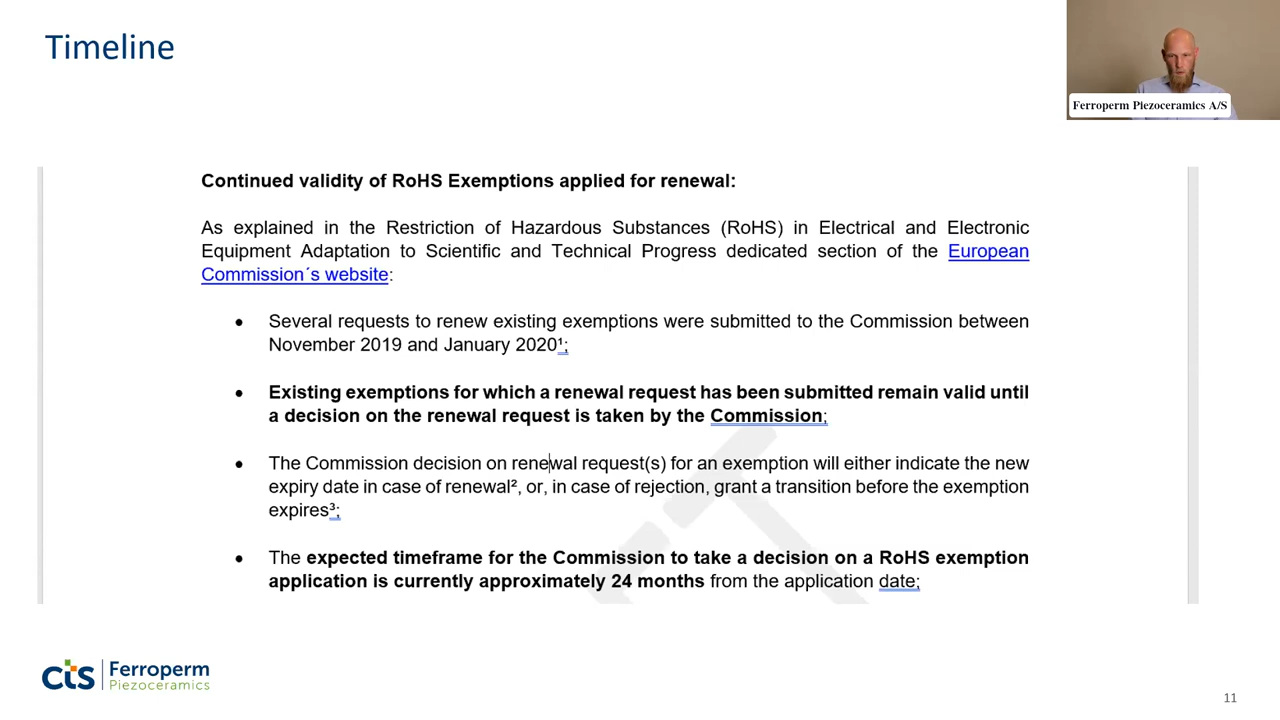 Timeline
Ferroperm Piezoceramics A/S
Continued validity of RoHS Exemptions applied for renewal:
As explained in the Restriction of Hazardous Substances (RoHS) in Electrical and Electronic
Equipment Adaptation to Scientific and Technical Progress dedicated section of the European
Commission´s website:
• Several requests to renew existing exemptions were submitted to the Commission between
November 2019 and January 2020¹;
• Existing exemptions for which a renewal request has been submitted remain valid until
a decision on the renewal request is taken by the Commission;
• The Commission decision on renewal request(s) for an exemption will either indicate the new
expiry date in case of renewal², or, in case of rejection, grant a transition before the exemption
expires³;
• The expected timeframe for the Commission to take a decision on a RoHS exemption
application is currently approximately 24 months from the application date;
CTS
Ferroperm
Piezoceramics
11